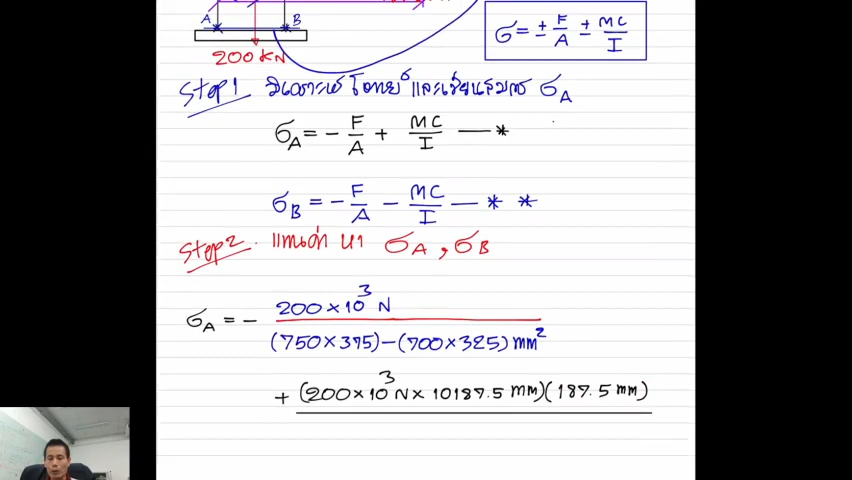 A B
200 KN
σ = ± F/A ± MC/I
Step1 วิเคราะห์ โจทย์ และเขียนสมการ σA
σA = - F/A + MC/I — *
σB = - F/A - MC/I — * *
Step2. แทนค่า หา σA, σB
σA = - 200×10³ N / (750×375)-(700×325) mm²
+ (200×10³ N × 10187.5 mm)(187.5 mm)